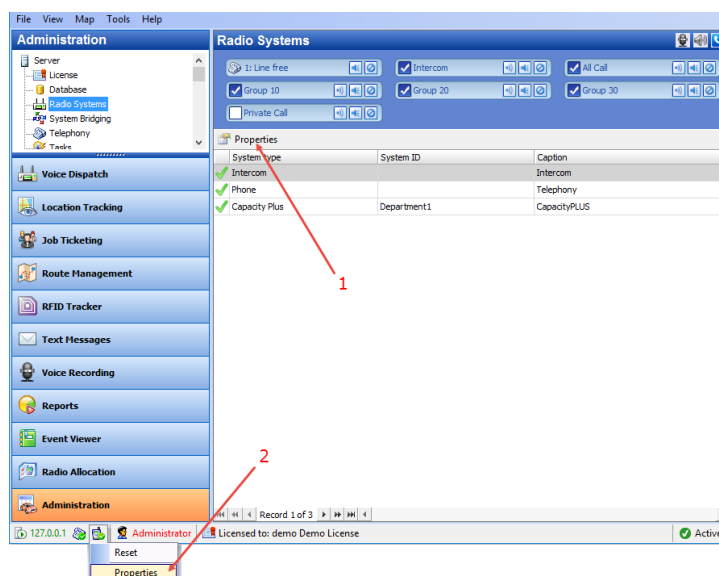 File View Map Tools Help
Administration
Radio Systems
Server
License
Database
Radio Systems
System Bridging
Telephony
Tasks
1: Line free
Intercom
All Call
Group 10
Group 20
Group 30
Private Call
Properties
System type System ID Caption
Intercom Intercom
Phone Telephony
Capacity Plus Department1 CapacityPLUS
1
Voice Dispatch
Location Tracking
Job Ticketing
Route Management
RFID Tracker
Text Messages
Voice Recording
Reports
Event Viewer
Radio Allocation
Administration
2
Record 1 of 3
127.0.0.1 Administrator Licensed to: demo Demo License Active
Reset
Properties